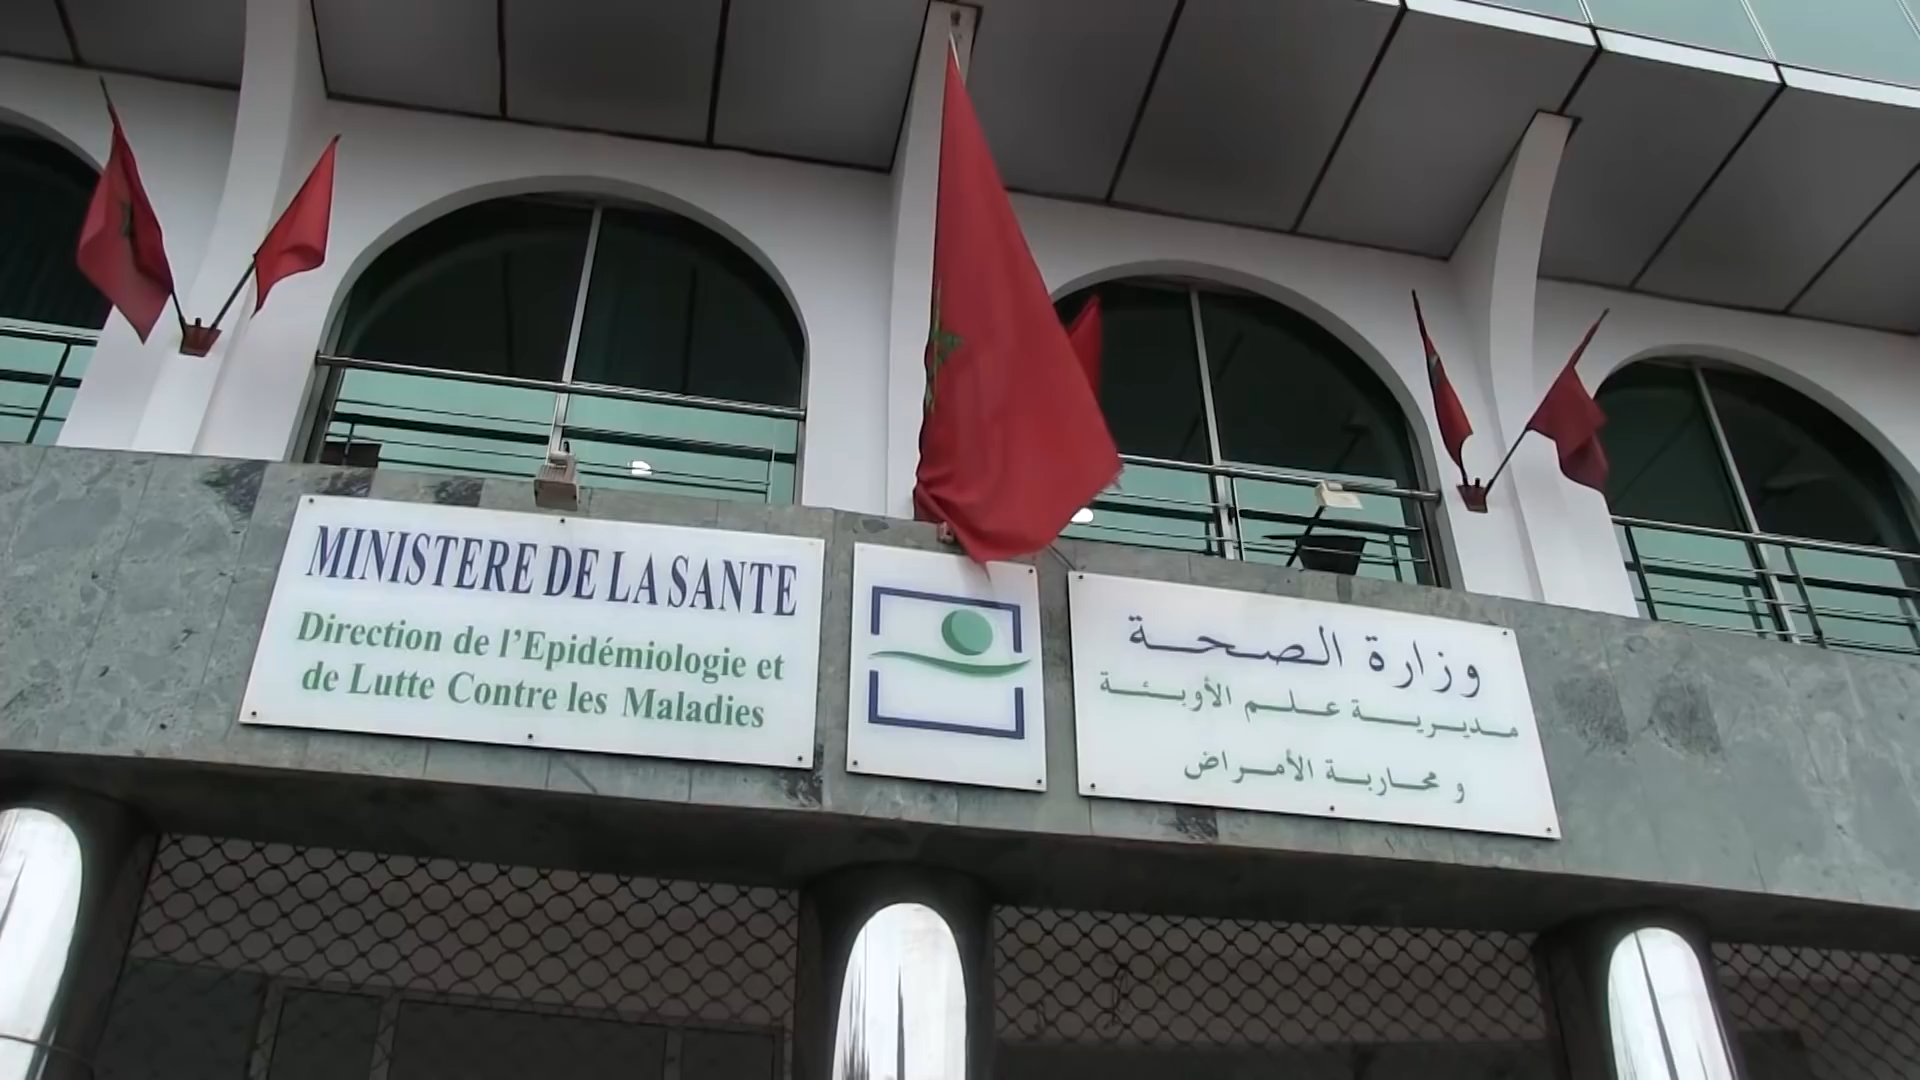 MINISTERE DE LA SANTE
Direction de l'Epidémiologie et
de Lutte Contre les Maladies
وزارة الصحة
مديرية علم الأوبئة
و محاربة الأمراض